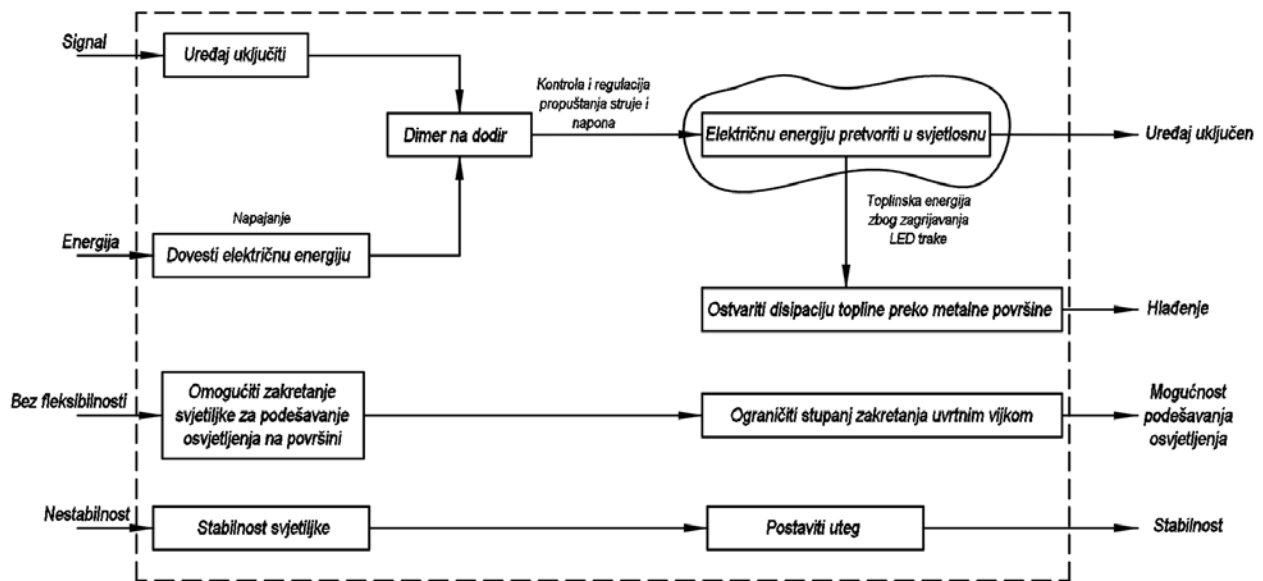 Signal
Uređaj uključiti
Kontrola i regulacija
propuštanja struje i
napona
Dimer na dodir
Električnu energiju pretvoriti u svjetlosnu
Uređaj uključen
Toplinska energija
zbog zagrijavanja
LED trake
Napajanje
Energija
Dovesti električnu energiju
Ostvariti disipaciju topline preko metalne površine
Hlađenje
Bez fleksibilnosti
Omogućiti zakretanje
svjetiljke za podešavanje
osvjetljenja na površini
Ograničiti stupanj zakretanja uvrtnim vijkom
Mogućnost
podešavanja
osvjetljenja
Nestabilnost
Stabilnost svjetiljke
Postaviti uteg
Stabilnost